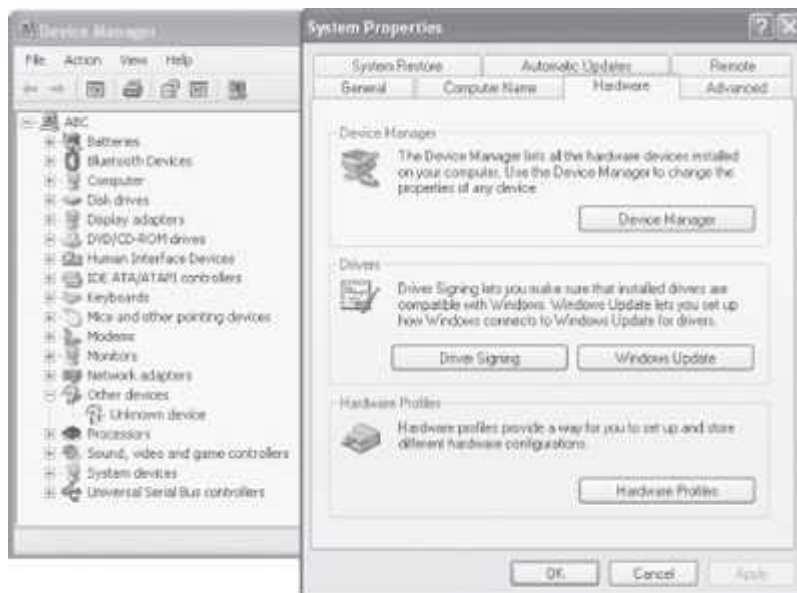 Device Manager
File Action View Help
ABC
Batteries
Bluetooth Devices
Computer
Disk drives
Display adapters
DVD/CD-ROM drives
Human Interface Devices
IDE ATA/ATAPI controllers
Keyboards
Mice and other pointing devices
Modems
Monitors
Network adapters
Other devices
Unknown device
Processors
Sound, video and game controllers
System devices
Universal Serial Bus controllers
System Properties
System Restore Automatic Updates Remote
General Computer Name Hardware Advanced
Device Manager
The Device Manager lists all the hardware devices installed
on your computer. Use the Device Manager to change the
properties of any device.
Device Manager
Drivers
Driver Signing lets you make sure that installed drivers are
compatible with Windows. Windows Update lets you set up
how Windows connects to Windows Update for drivers.
Driver Signing Windows Update
Hardware Profiles
Hardware profiles provide a way for you to set up and store
different hardware configurations.
Hardware Profiles
OK Cancel Apply